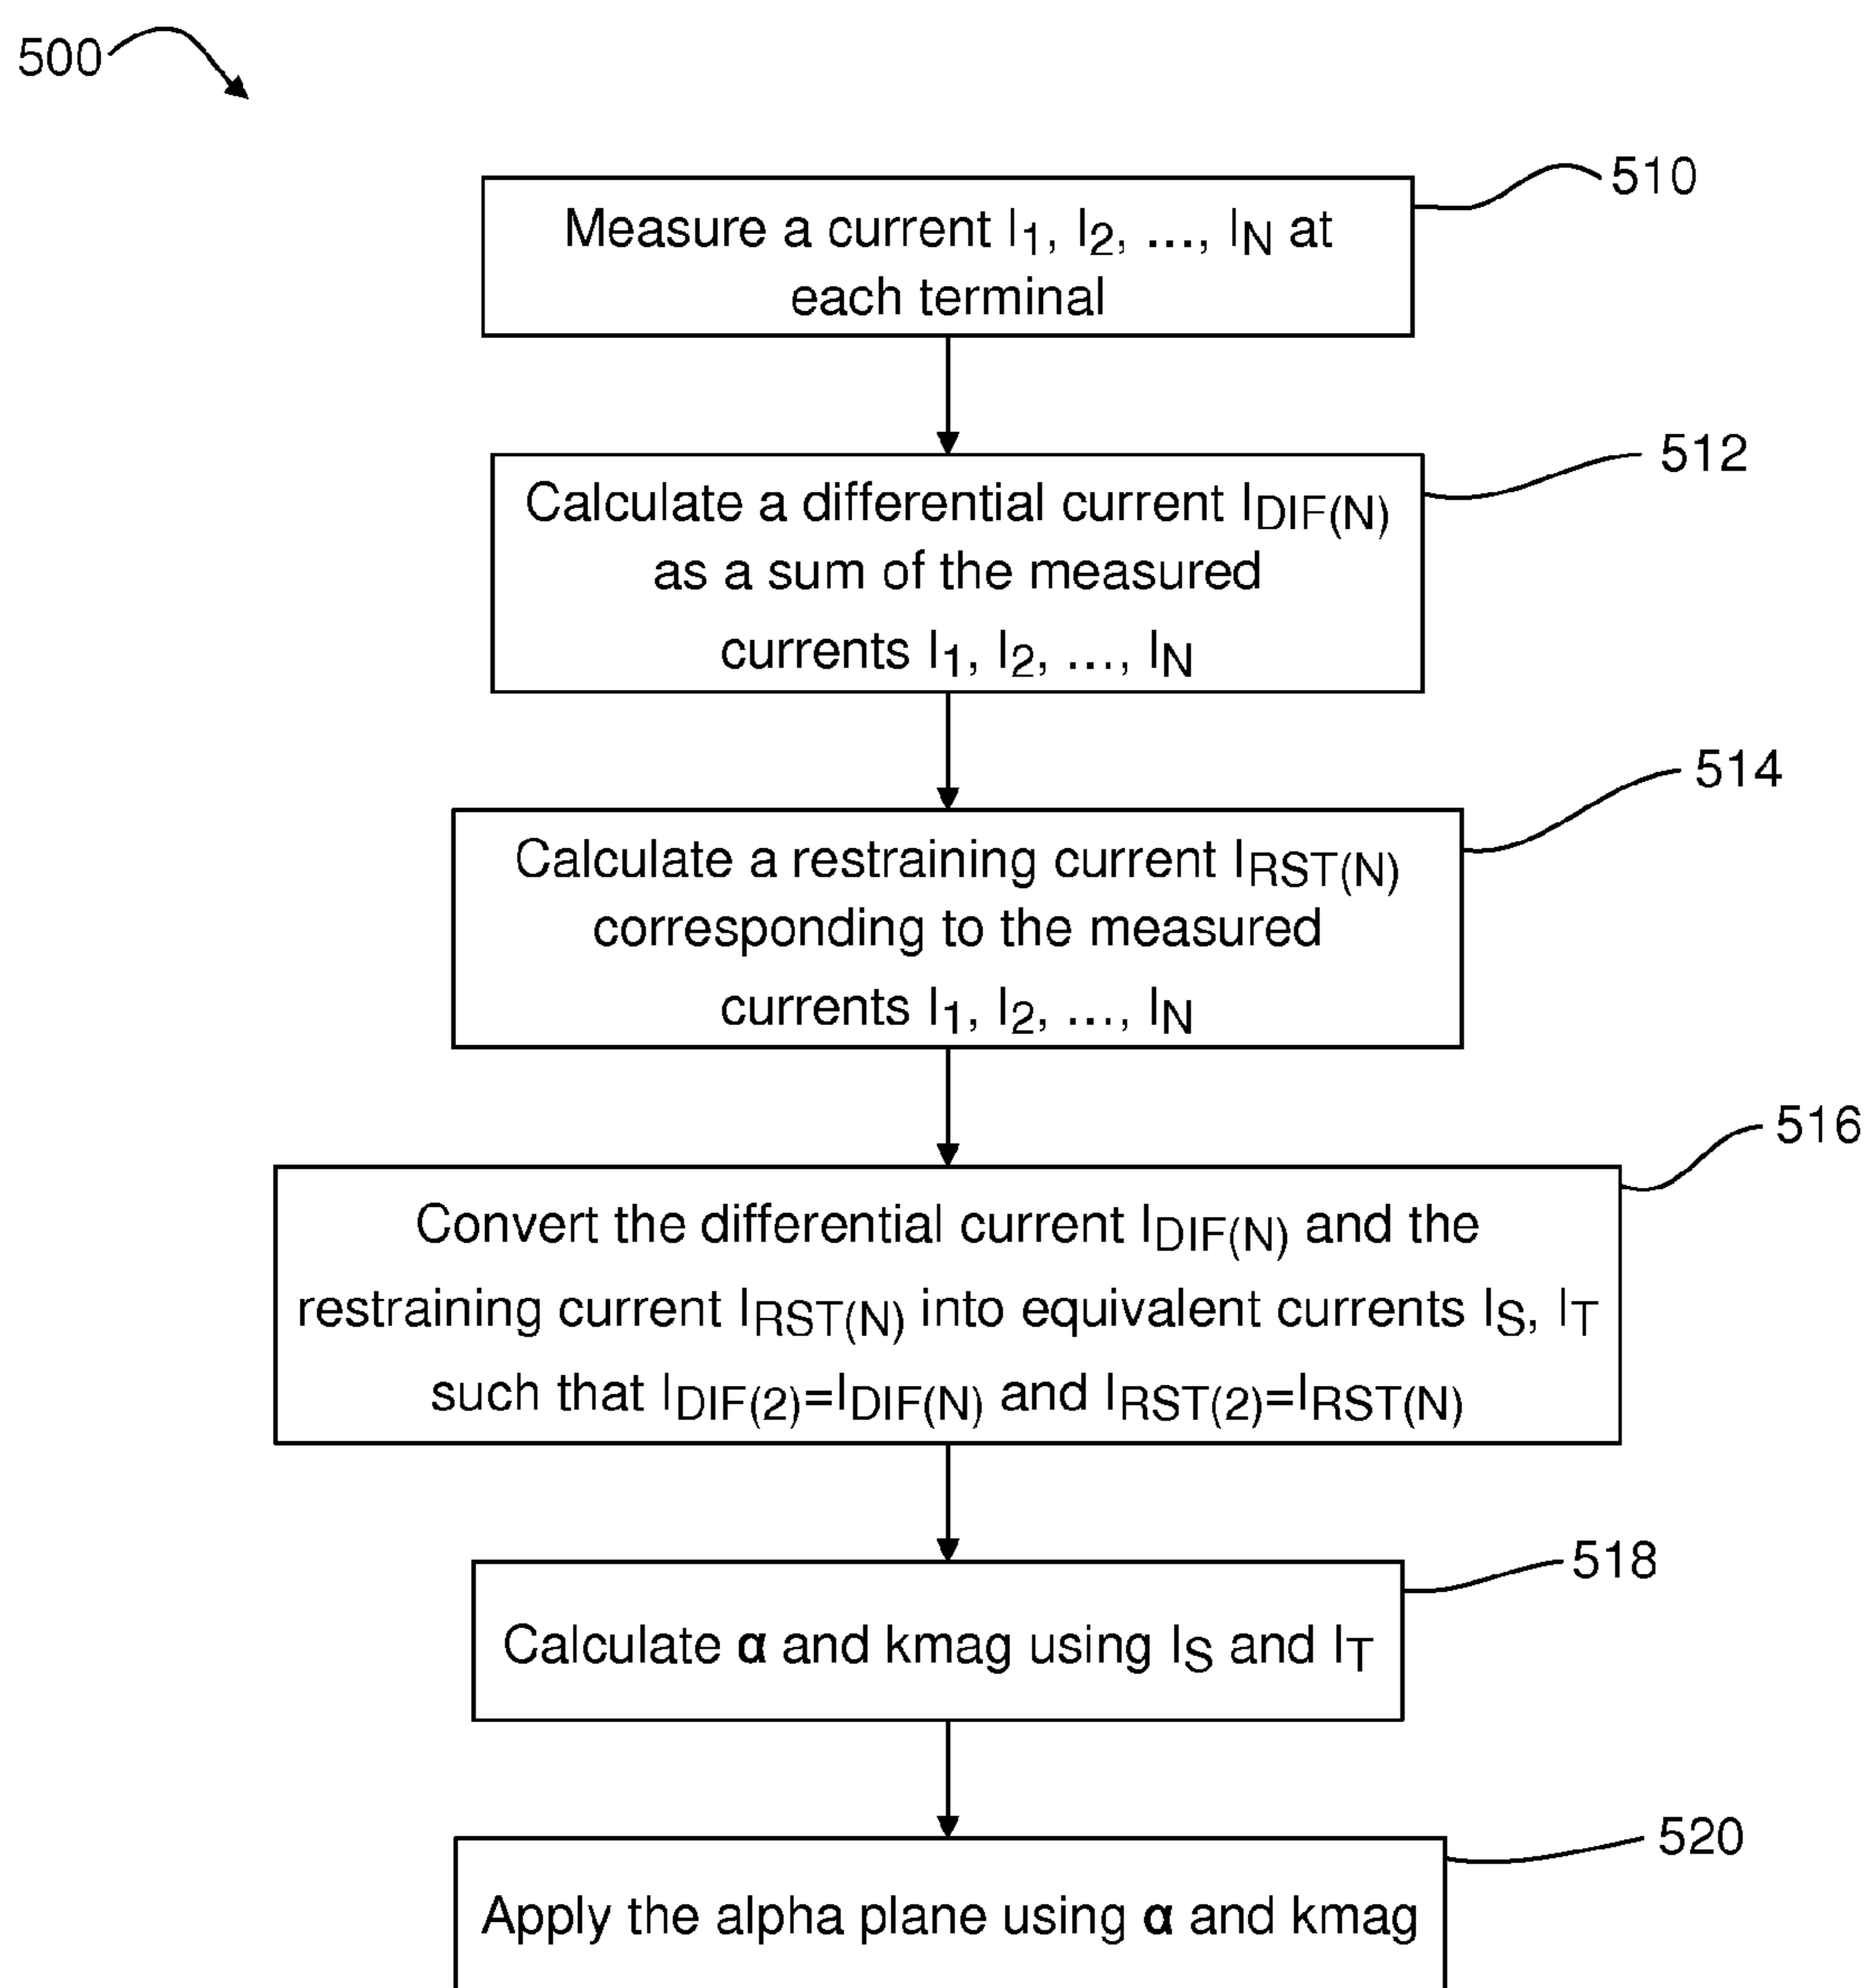 500
510
Measure a current I1, I2, ..., IN at
each terminal
512
Calculate a differential current IDIF(N)
as a sum of the measured
currents I1, I2, ..., IN
514
Calculate a restraining current IRST(N)
corresponding to the measured
currents I1, I2, ..., IN
516
Convert the differential current IDIF(N) and the
restraining current IRST(N) into equivalent currents IS, IT
such that IDIF(2)=IDIF(N) and IRST(2)=IRST(N)
518
Calculate α and kmag using IS and IT
520
Apply the alpha plane using α and kmag